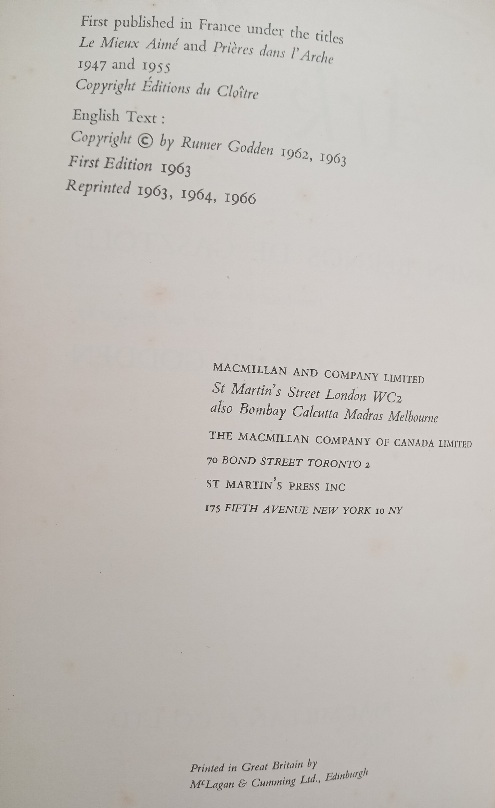 First published in France under the titles
Le Mieux Aimé and Prières dans l'Arche
1947 and 1955
Copyright Éditions du Cloître
English Text :
Copyright © by Rumer Godden 1962, 1963
First Edition 1963
Reprinted 1963, 1964, 1966
MACMILLAN AND COMPANY LIMITED
St Martin's Street London WC2
also Bombay Calcutta Madras Melbourne
THE MACMILLAN COMPANY OF CANADA LIMITED
70 BOND STREET TORONTO 2
ST MARTIN'S PRESS INC
175 FIFTH AVENUE NEW YORK 10 NY
Printed in Great Britain by
McLagan & Cumming Ltd., Edinburgh